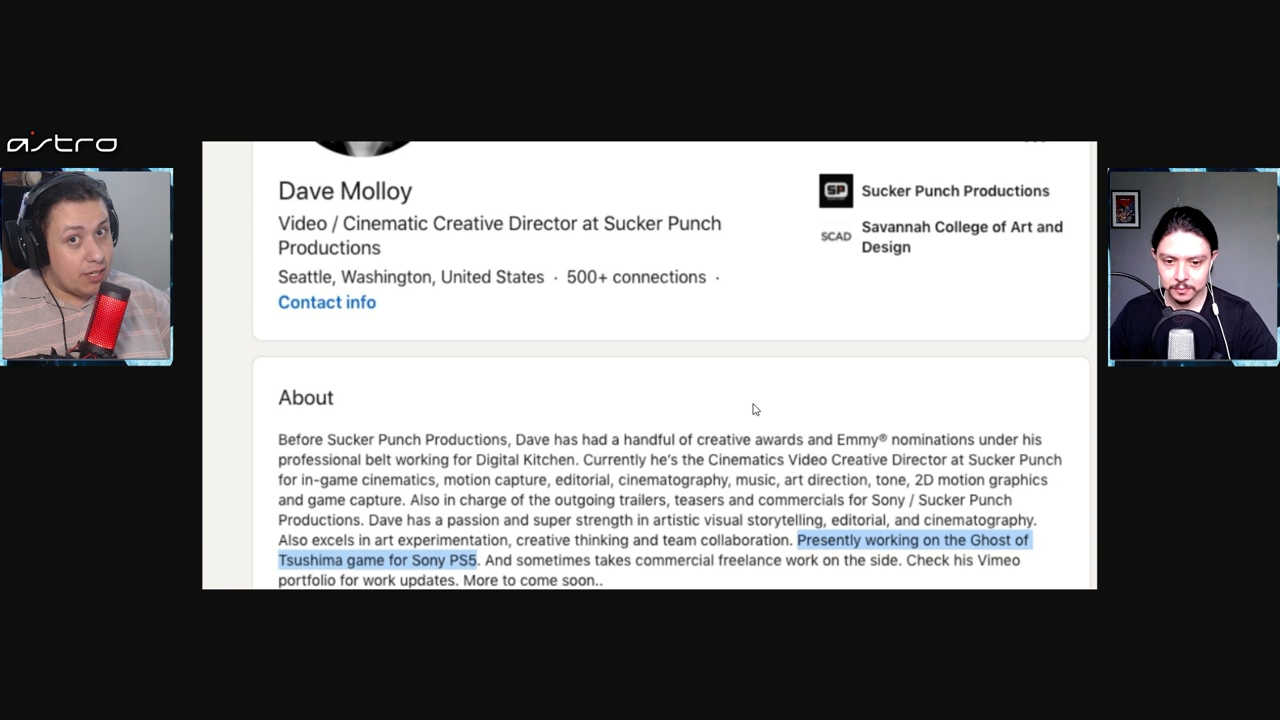 astro
Dave Molloy
Video / Cinematic Creative Director at Sucker Punch
Productions
Seattle, Washington, United States · 500+ connections ·
Contact info
SP
Sucker Punch Productions
SCAD
Savannah College of Art and
Design
About
Before Sucker Punch Productions, Dave has had a handful of creative awards and Emmy® nominations under his
professional belt working for Digital Kitchen. Currently he's the Cinematics Video Creative Director at Sucker Punch
for in-game cinematics, motion capture, editorial, cinematography, music, art direction, tone, 2D motion graphics
and game capture. Also in charge of the outgoing trailers, teasers and commercials for Sony / Sucker Punch
Productions. Dave has a passion and super strength in artistic visual storytelling, editorial, and cinematography.
Also excels in art experimentation, creative thinking and team collaboration. Presently working on the Ghost of
Tsushima game for Sony PS5. And sometimes takes commercial freelance work on the side. Check his Vimeo
portfolio for work updates. More to come soon..